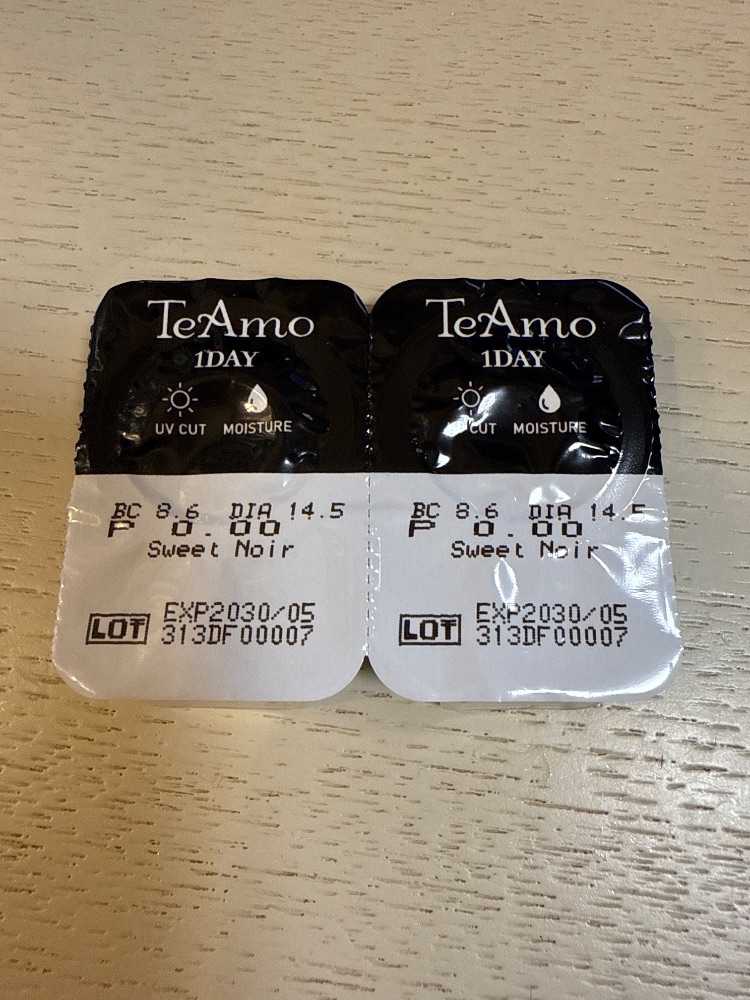 TeAmo
1DAY
UV CUT MOISTURE
BC 8.6 DIA 14.5
P 0.00
Sweet Noir
LOT EXP2030/05
313DF00007
TeAmo
1DAY
UV CUT MOISTURE
BC 8.6 DIA 14.5
P 0.00
Sweet Noir
LOT EXP2030/05
313DF00007